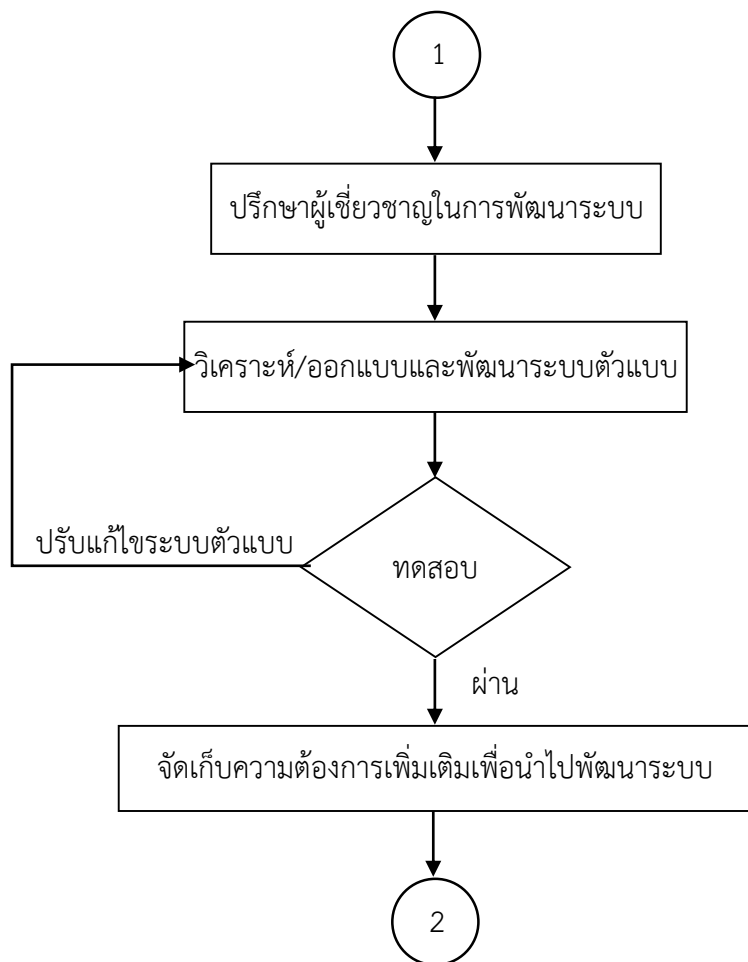 1
ปรึกษาผู้เชี่ยวชาญในการพัฒนาระบบ
วิเคราะห์/ออกแบบและพัฒนาระบบตัวแบบ
ปรับแก้ไขระบบตัวแบบ
ทดสอบ
ผ่าน
จัดเก็บความต้องการเพิ่มเติมเพื่อนำไปพัฒนาระบบ
2